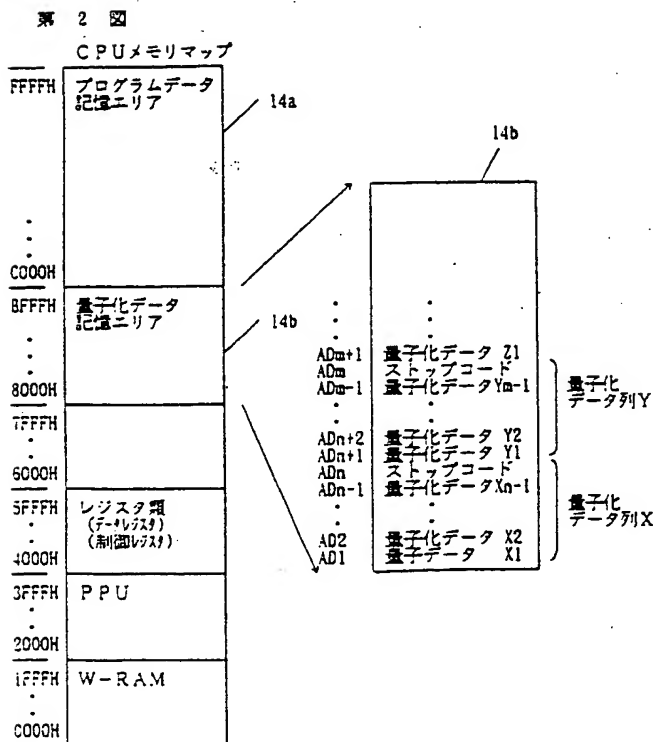 第 2 図
CPUメモリマップ
FFFFH
プログラムデータ
記憶エリア
14a
C000H
BFFFH
量子化データ
記憶エリア
14b
8000H
7FFFH
6000H
5FFFH
レジスタ類
(データレジスタ)
(制御レジスタ)
4000H
3FFFH
PPU
2000H
1FFFH
W-RAM
C000H
14b
ADm+1 量子化データ Z1
ADm ストップコード
ADm-1 量子化データYm-1
ADn+2 量子化データ Y2
ADn+1 量子化データ Y1
ADn ストップコード
ADn-1 量子化データXn-1
AD2 量子化データ X2
AD1 量子データ X1
量子化
データ列Y
量子化
データ列X